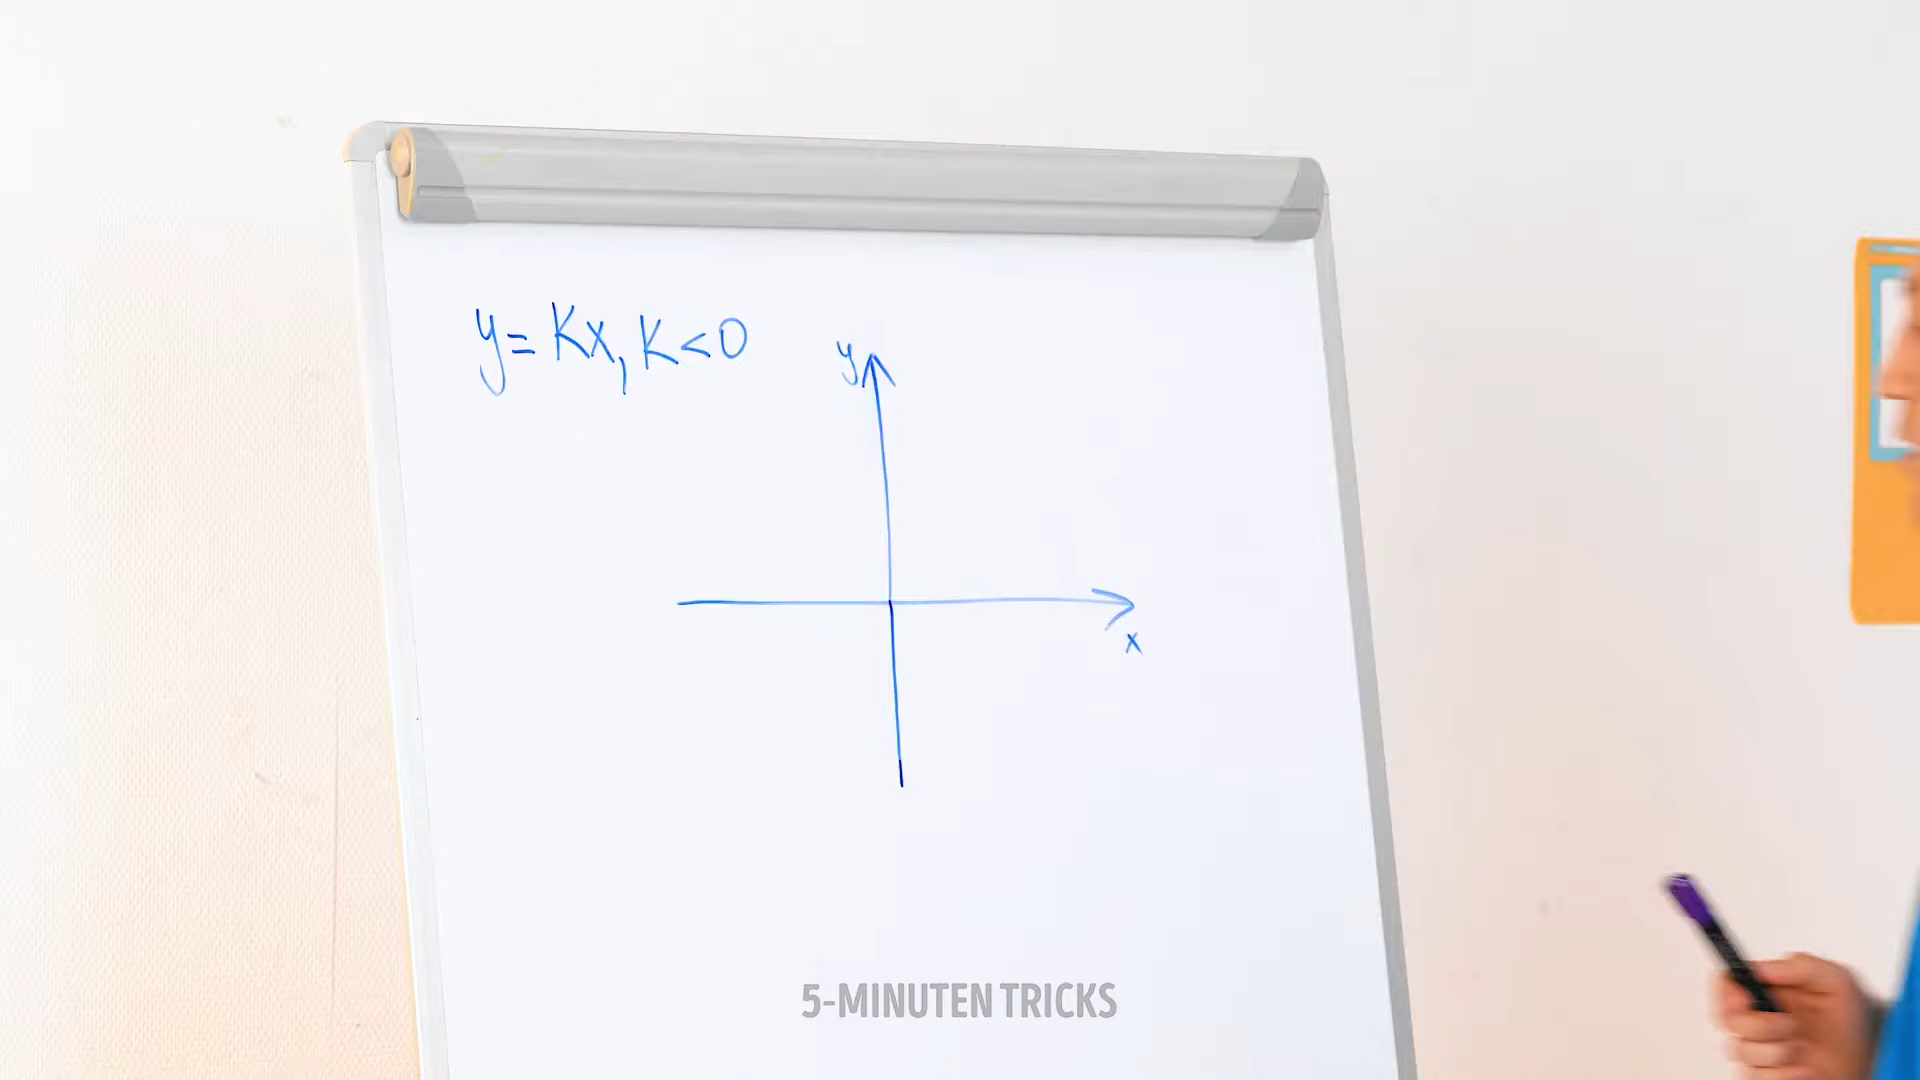 y = Kx, K < 0
y
x
5-MINUTEN TRICKS